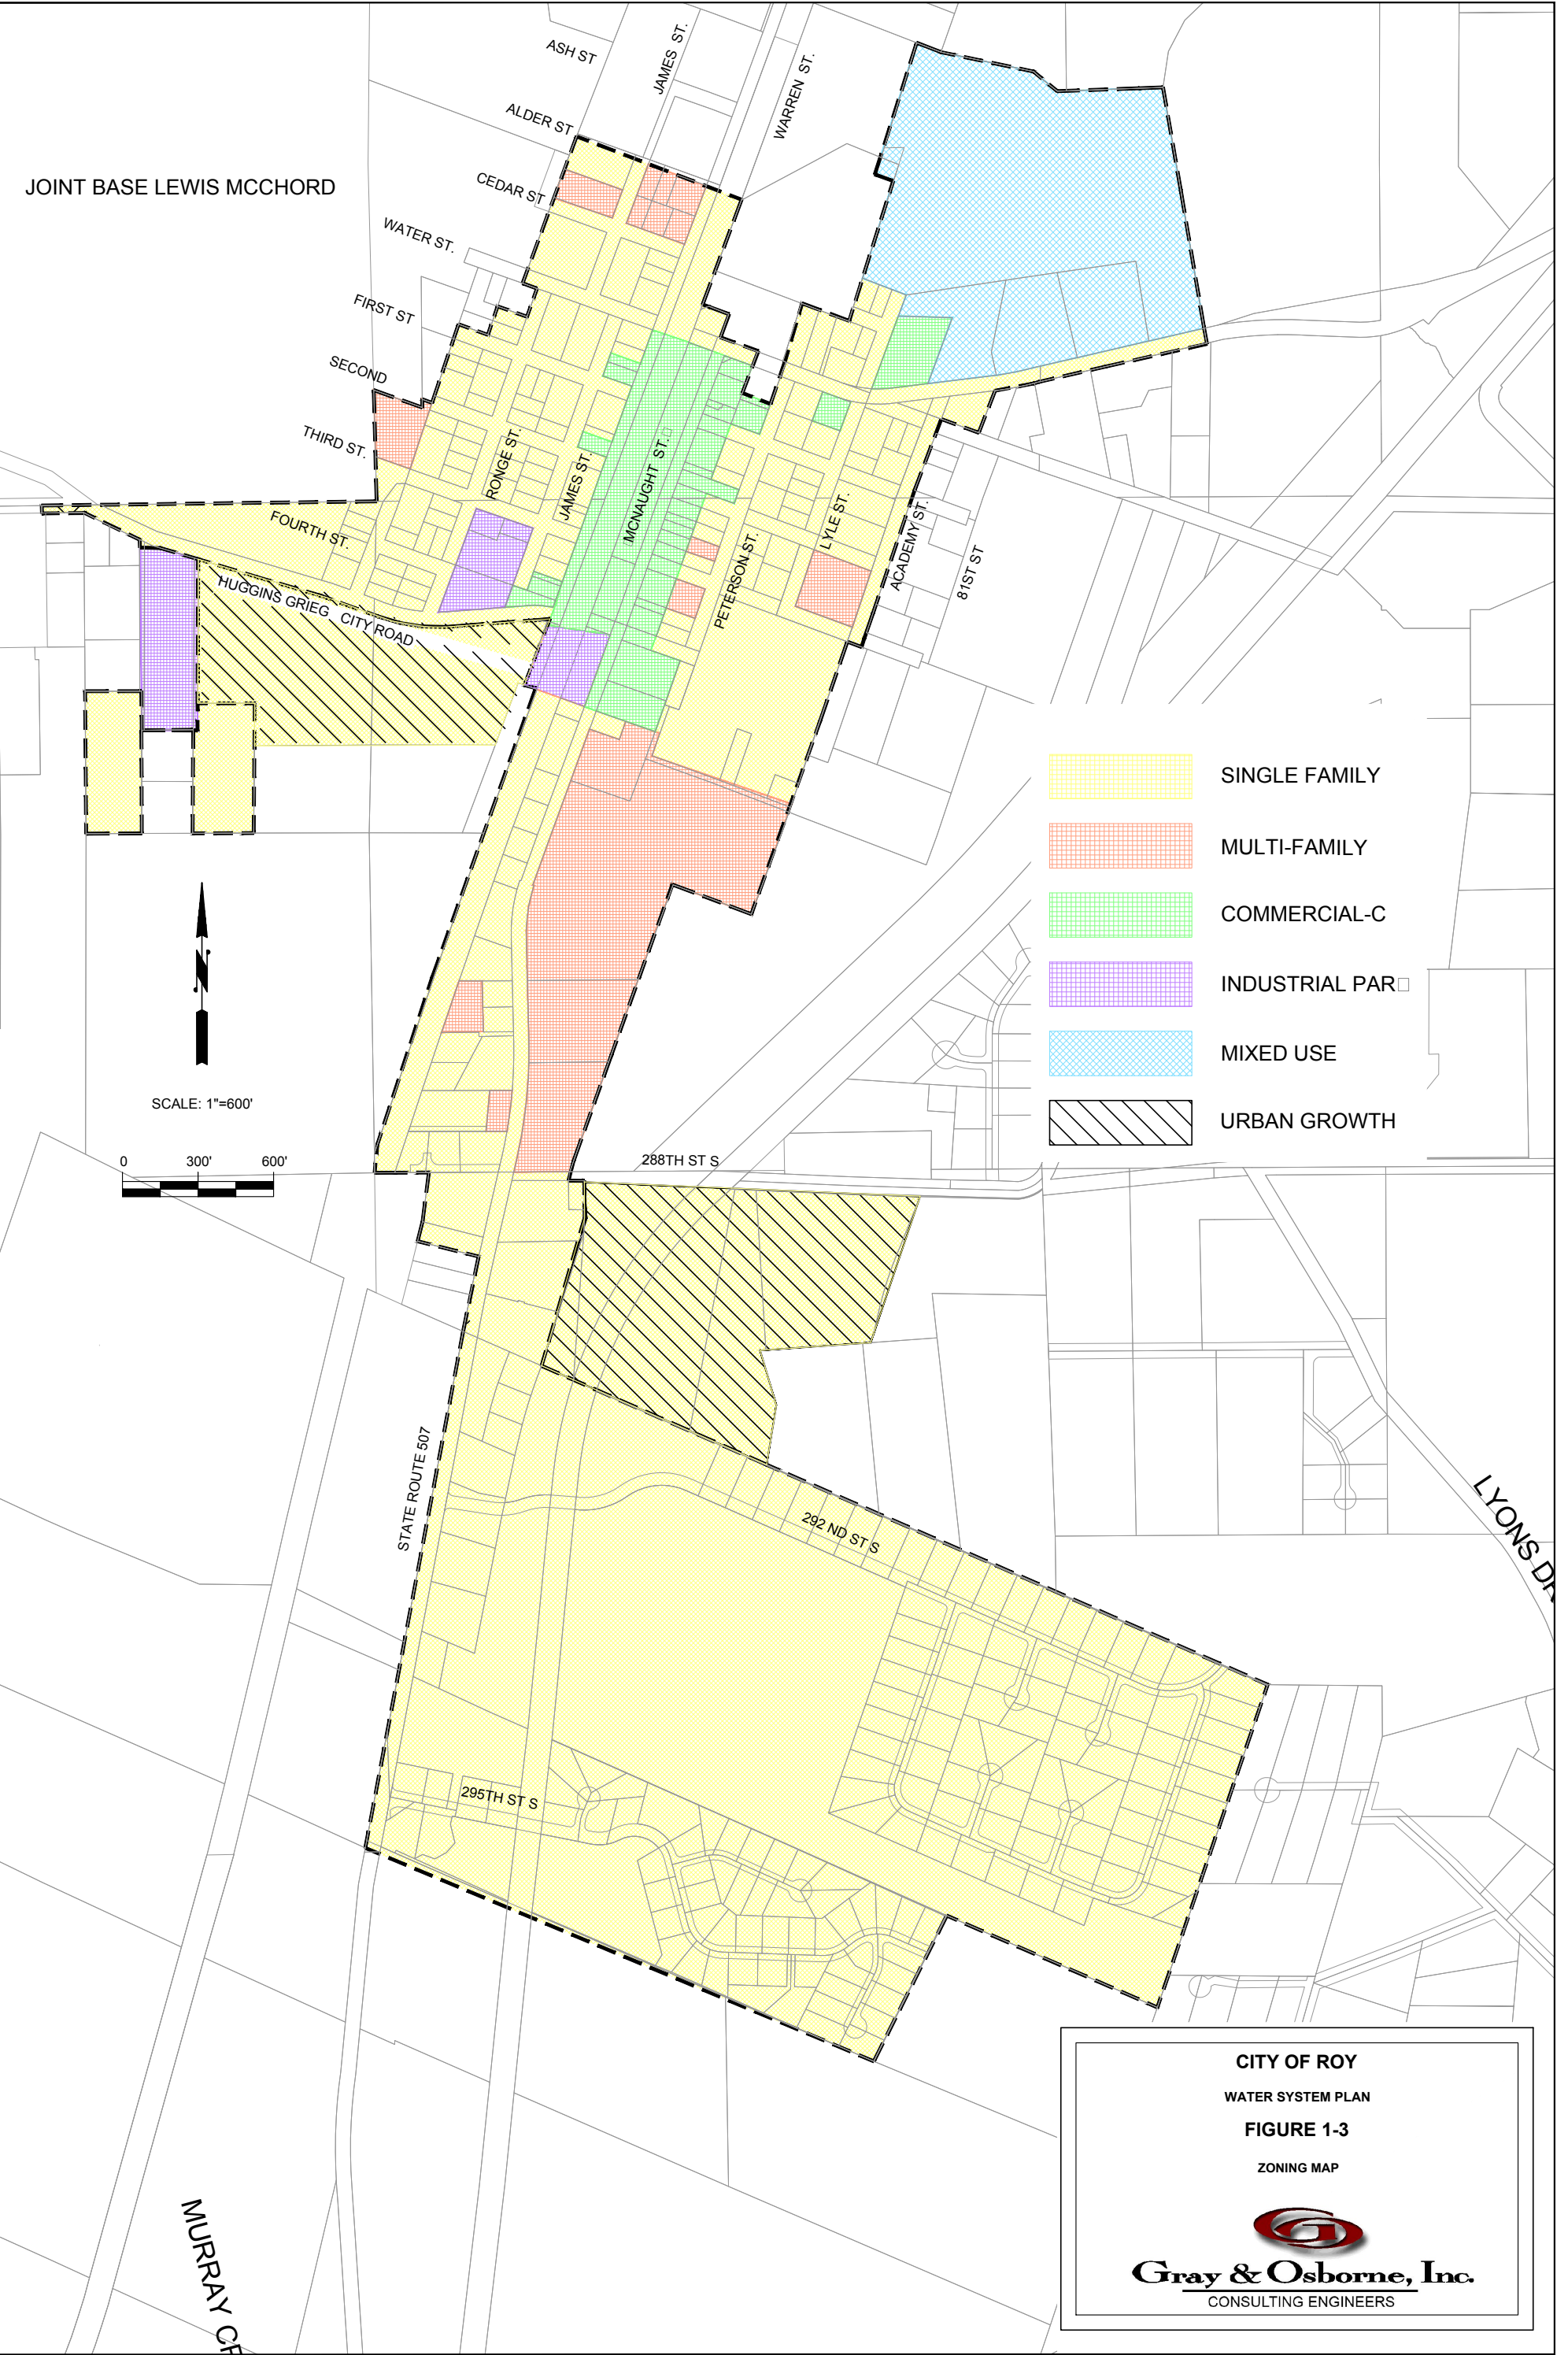 ASH ST
JAMES ST.
WARREN ST.
ALDER ST
JOINT BASE LEWIS MCCHORD
CEDAR ST
WATER ST.
FIRST ST
SECOND
THIRD ST.
RONGE ST.
JAMES ST.
MCNAUGHT ST.
LYLE ST.
ACADEMY ST.
81ST ST
PETERSON ST.
FOURTH ST.
HUGGINS GRIEG CITY ROAD
SINGLE FAMILY
MULTI-FAMILY
COMMERCIAL-C
INDUSTRIAL PAR□
MIXED USE
URBAN GROWTH
N
SCALE: 1"=600'
0 300' 600'
288TH ST S
STATE ROUTE 507
292 ND ST S
LYONS DR
295TH ST S
MURRAY CR
CITY OF ROY
WATER SYSTEM PLAN
FIGURE 1-3
ZONING MAP
Gray & Osborne, Inc.
CONSULTING ENGINEERS